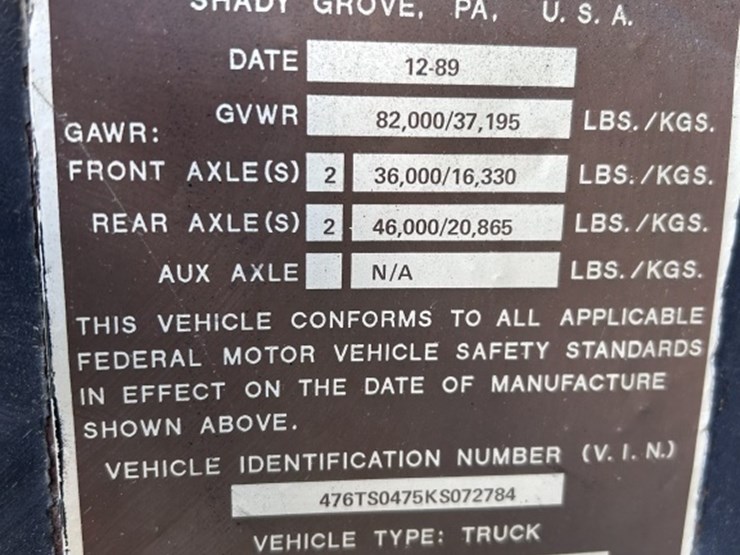 SHADY GROVE, PA, U. S. A.
DATE 12-89
GVWR 82,000/37,195 LBS./KGS.
GAWR:
FRONT AXLE(S) 2 36,000/16,330 LBS./KGS.
REAR AXLE(S) 2 46,000/20,865 LBS./KGS.
AUX AXLE N/A LBS./KGS.
THIS VEHICLE CONFORMS TO ALL APPLICABLE
FEDERAL MOTOR VEHICLE SAFETY STANDARDS
IN EFFECT ON THE DATE OF MANUFACTURE
SHOWN ABOVE.
VEHICLE IDENTIFICATION NUMBER (V. I. N.)
476TS0475KS072784
VEHICLE TYPE: TRUCK